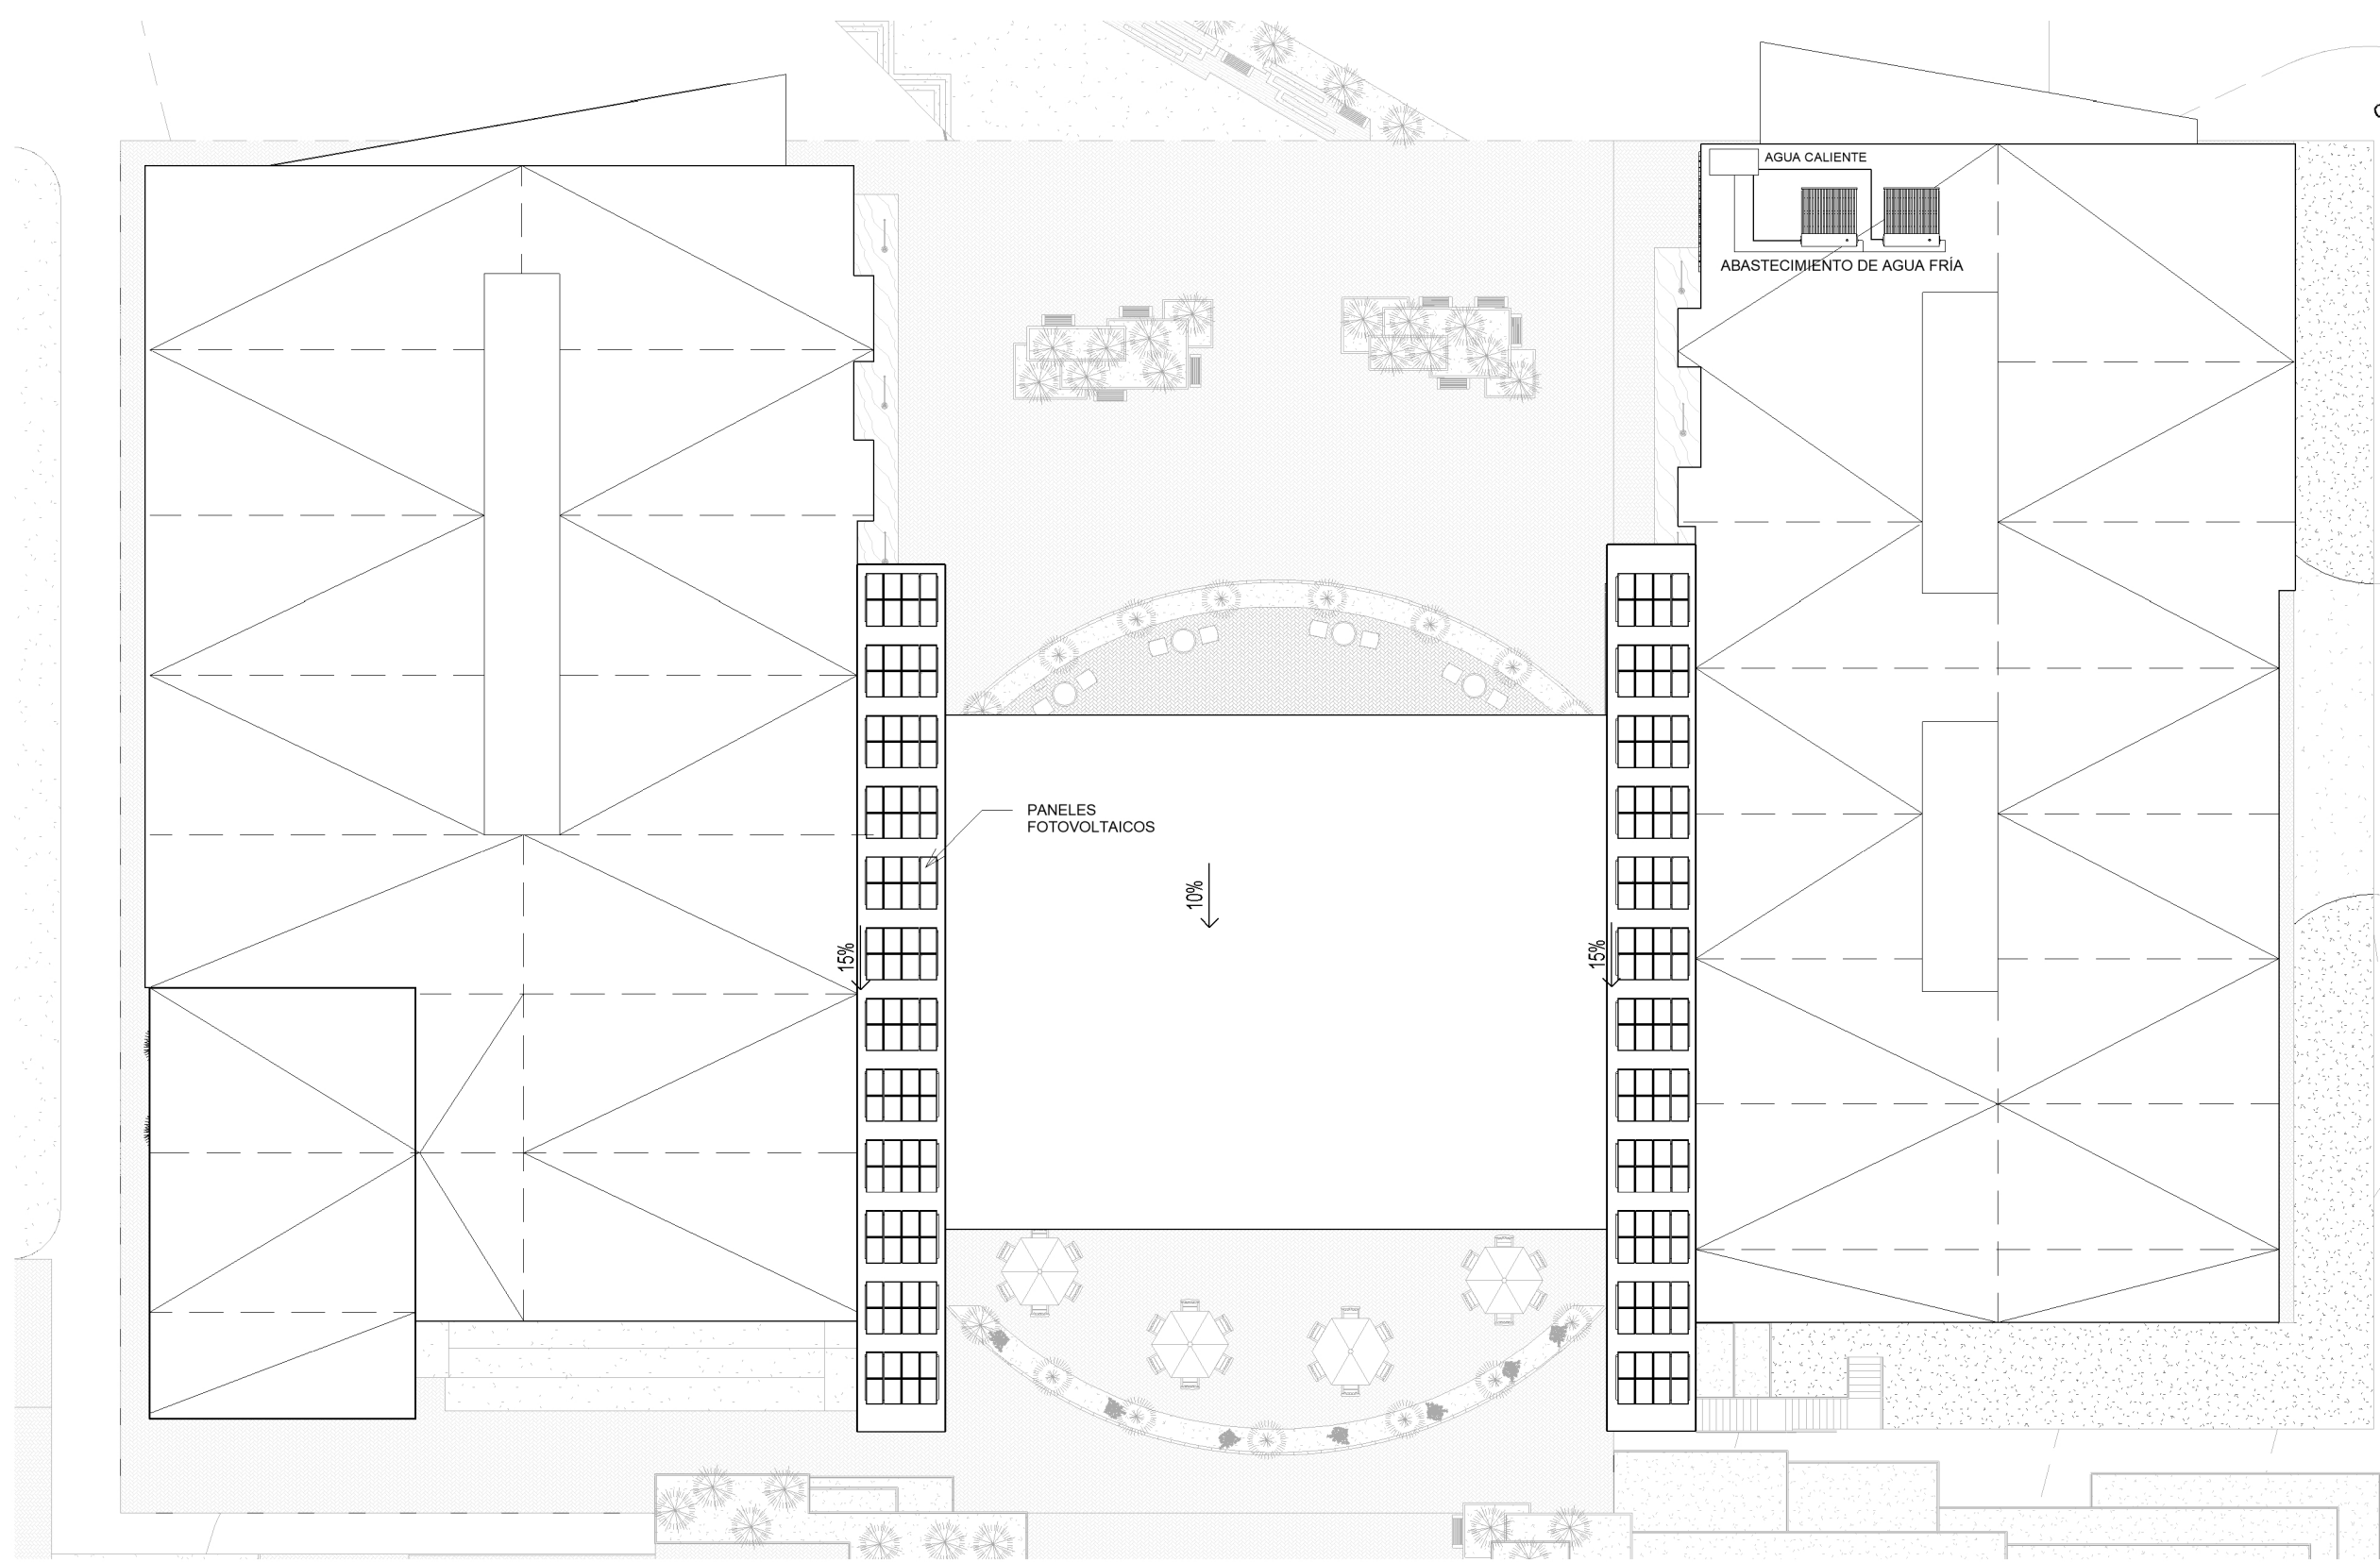 AGUA CALIENTE
ABASTECIMIENTO DE AGUA FRÍA
PANELES
FOTOVOLTAICOS
10%
15%
15%